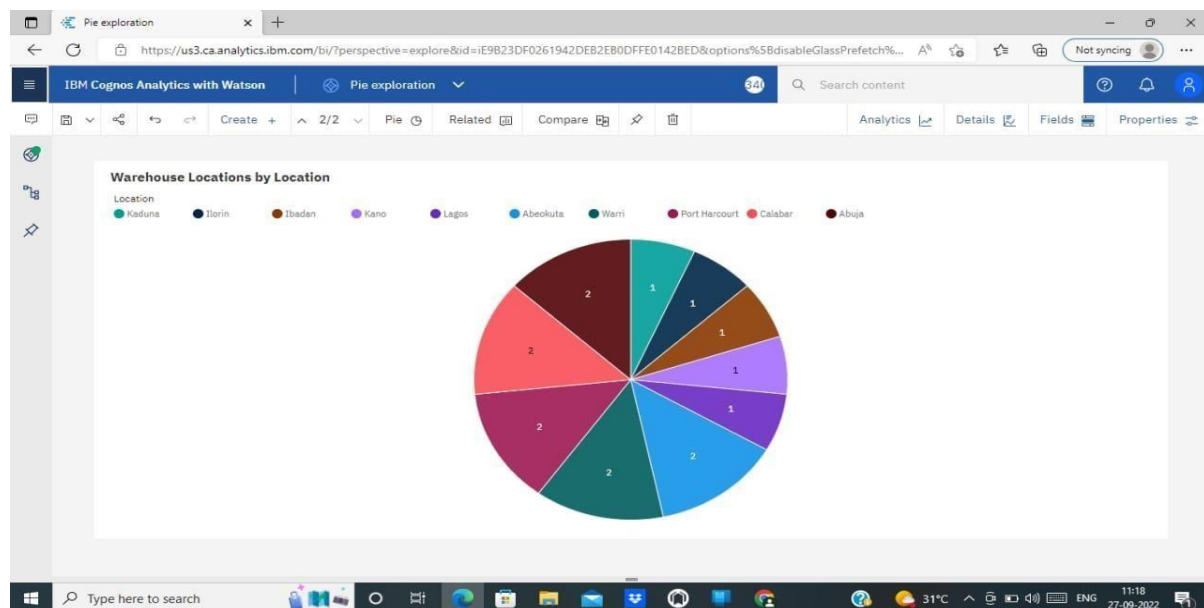 Pie exploration
https://us3.ca.analytics.ibm.com/bi/?perspective=explore&id=iE9B23DF0261942DEB2EB0DFFE0142BED&options%5BdisableGlassPrefetch%... Not syncing
IBM Cognos Analytics with Watson Pie exploration 340 Search content
Create + 2/2 Pie Related Compare Analytics Details Fields Properties
Warehouse Locations by Location
Location
Kaduna Ilorin Ibadan Kano Lagos Abeokuta Warri Port Harcourt Calabar Abuja
2 1
1
1
2
1
1
2
2
2
Type here to search 31°C ENG 11:18
27-09-2022